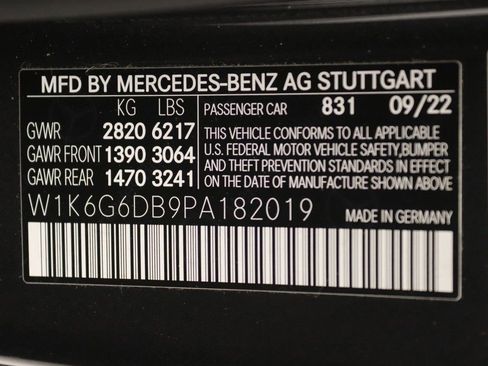 MFD BY MERCEDES-BENZ AG STUTTGART
KG LBS PASSENGER CAR 831 09/22
GVWR 2820 6217 THIS VEHICLE CONFORMS TO ALL APPLICABLE
GAWR FRONT 1390 3064 U.S. FEDERAL MOTOR VEHICLE SAFETY,BUMPER
AND THEFT PREVENTION STANDARDS IN EFFECT
GAWR REAR 1470 3241 ON THE DATE OF MANUFACTURE SHOWN ABOVE.
W1K6G6DB9PA182019 MADE IN GERMANY